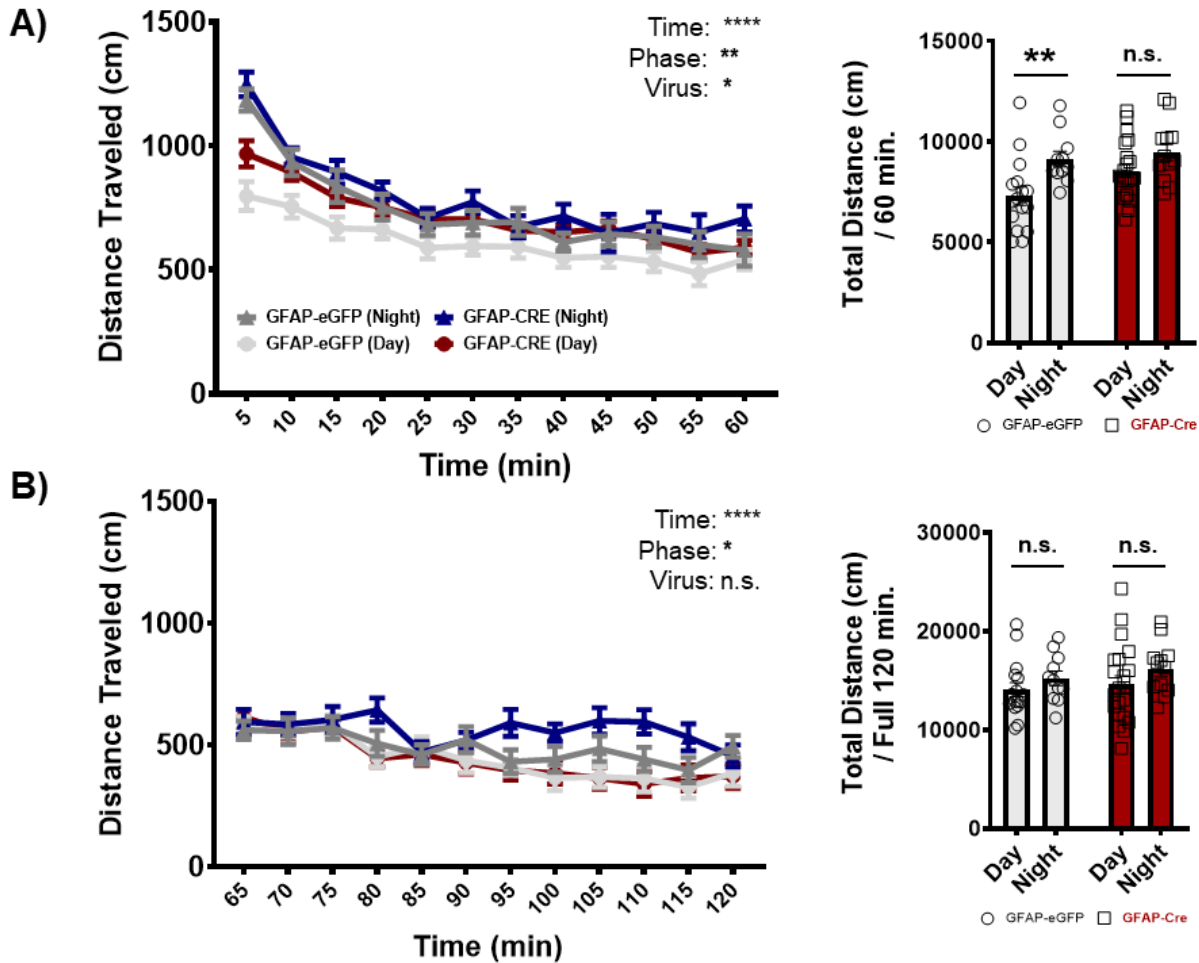 A)
Distance Traveled (cm)
1500
1000
500
0
Time: ****
Phase: **
Virus: *
GFAP-eGFP (Night) GFAP-CRE (Night)
GFAP-eGFP (Day) GFAP-CRE (Day)
5 10 15 20 25 30 35 40 45 50 55 60
Time (min)
Total Distance (cm)
/ 60 min.
15000
10000
5000
0
** n.s.
Day Night Day Night
GFAP-eGFP GFAP-Cre
B)
Distance Traveled (cm)
1500
1000
500
0
Time: ****
Phase: *
Virus: n.s.
65 70 75 80 85 90 95 100 105 110 115 120
Time (min)
Total Distance (cm)
/ Full 120 min.
30000
20000
10000
0
n.s. n.s.
Day Night Day Night
GFAP-eGFP GFAP-Cre